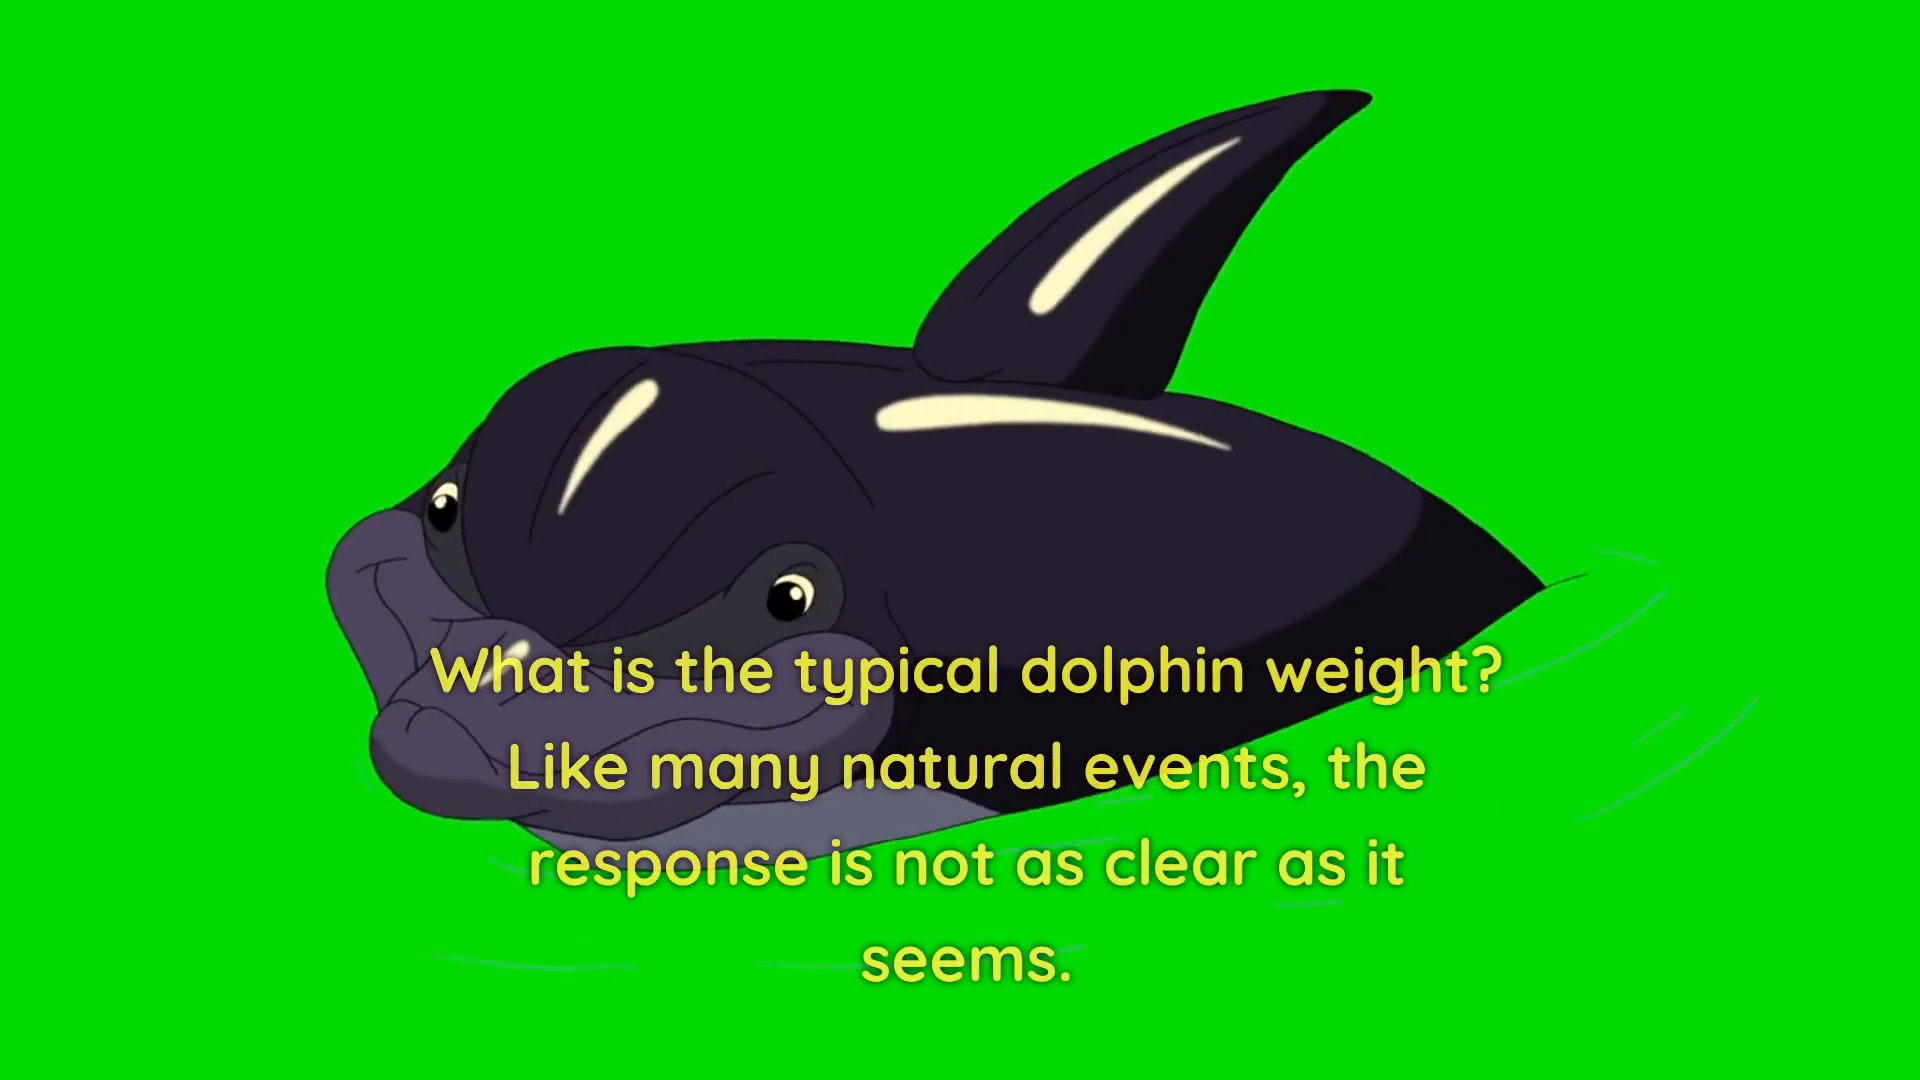 What is the typical dolphin weight?
Like many natural events, the
response is not as clear as it
seems.